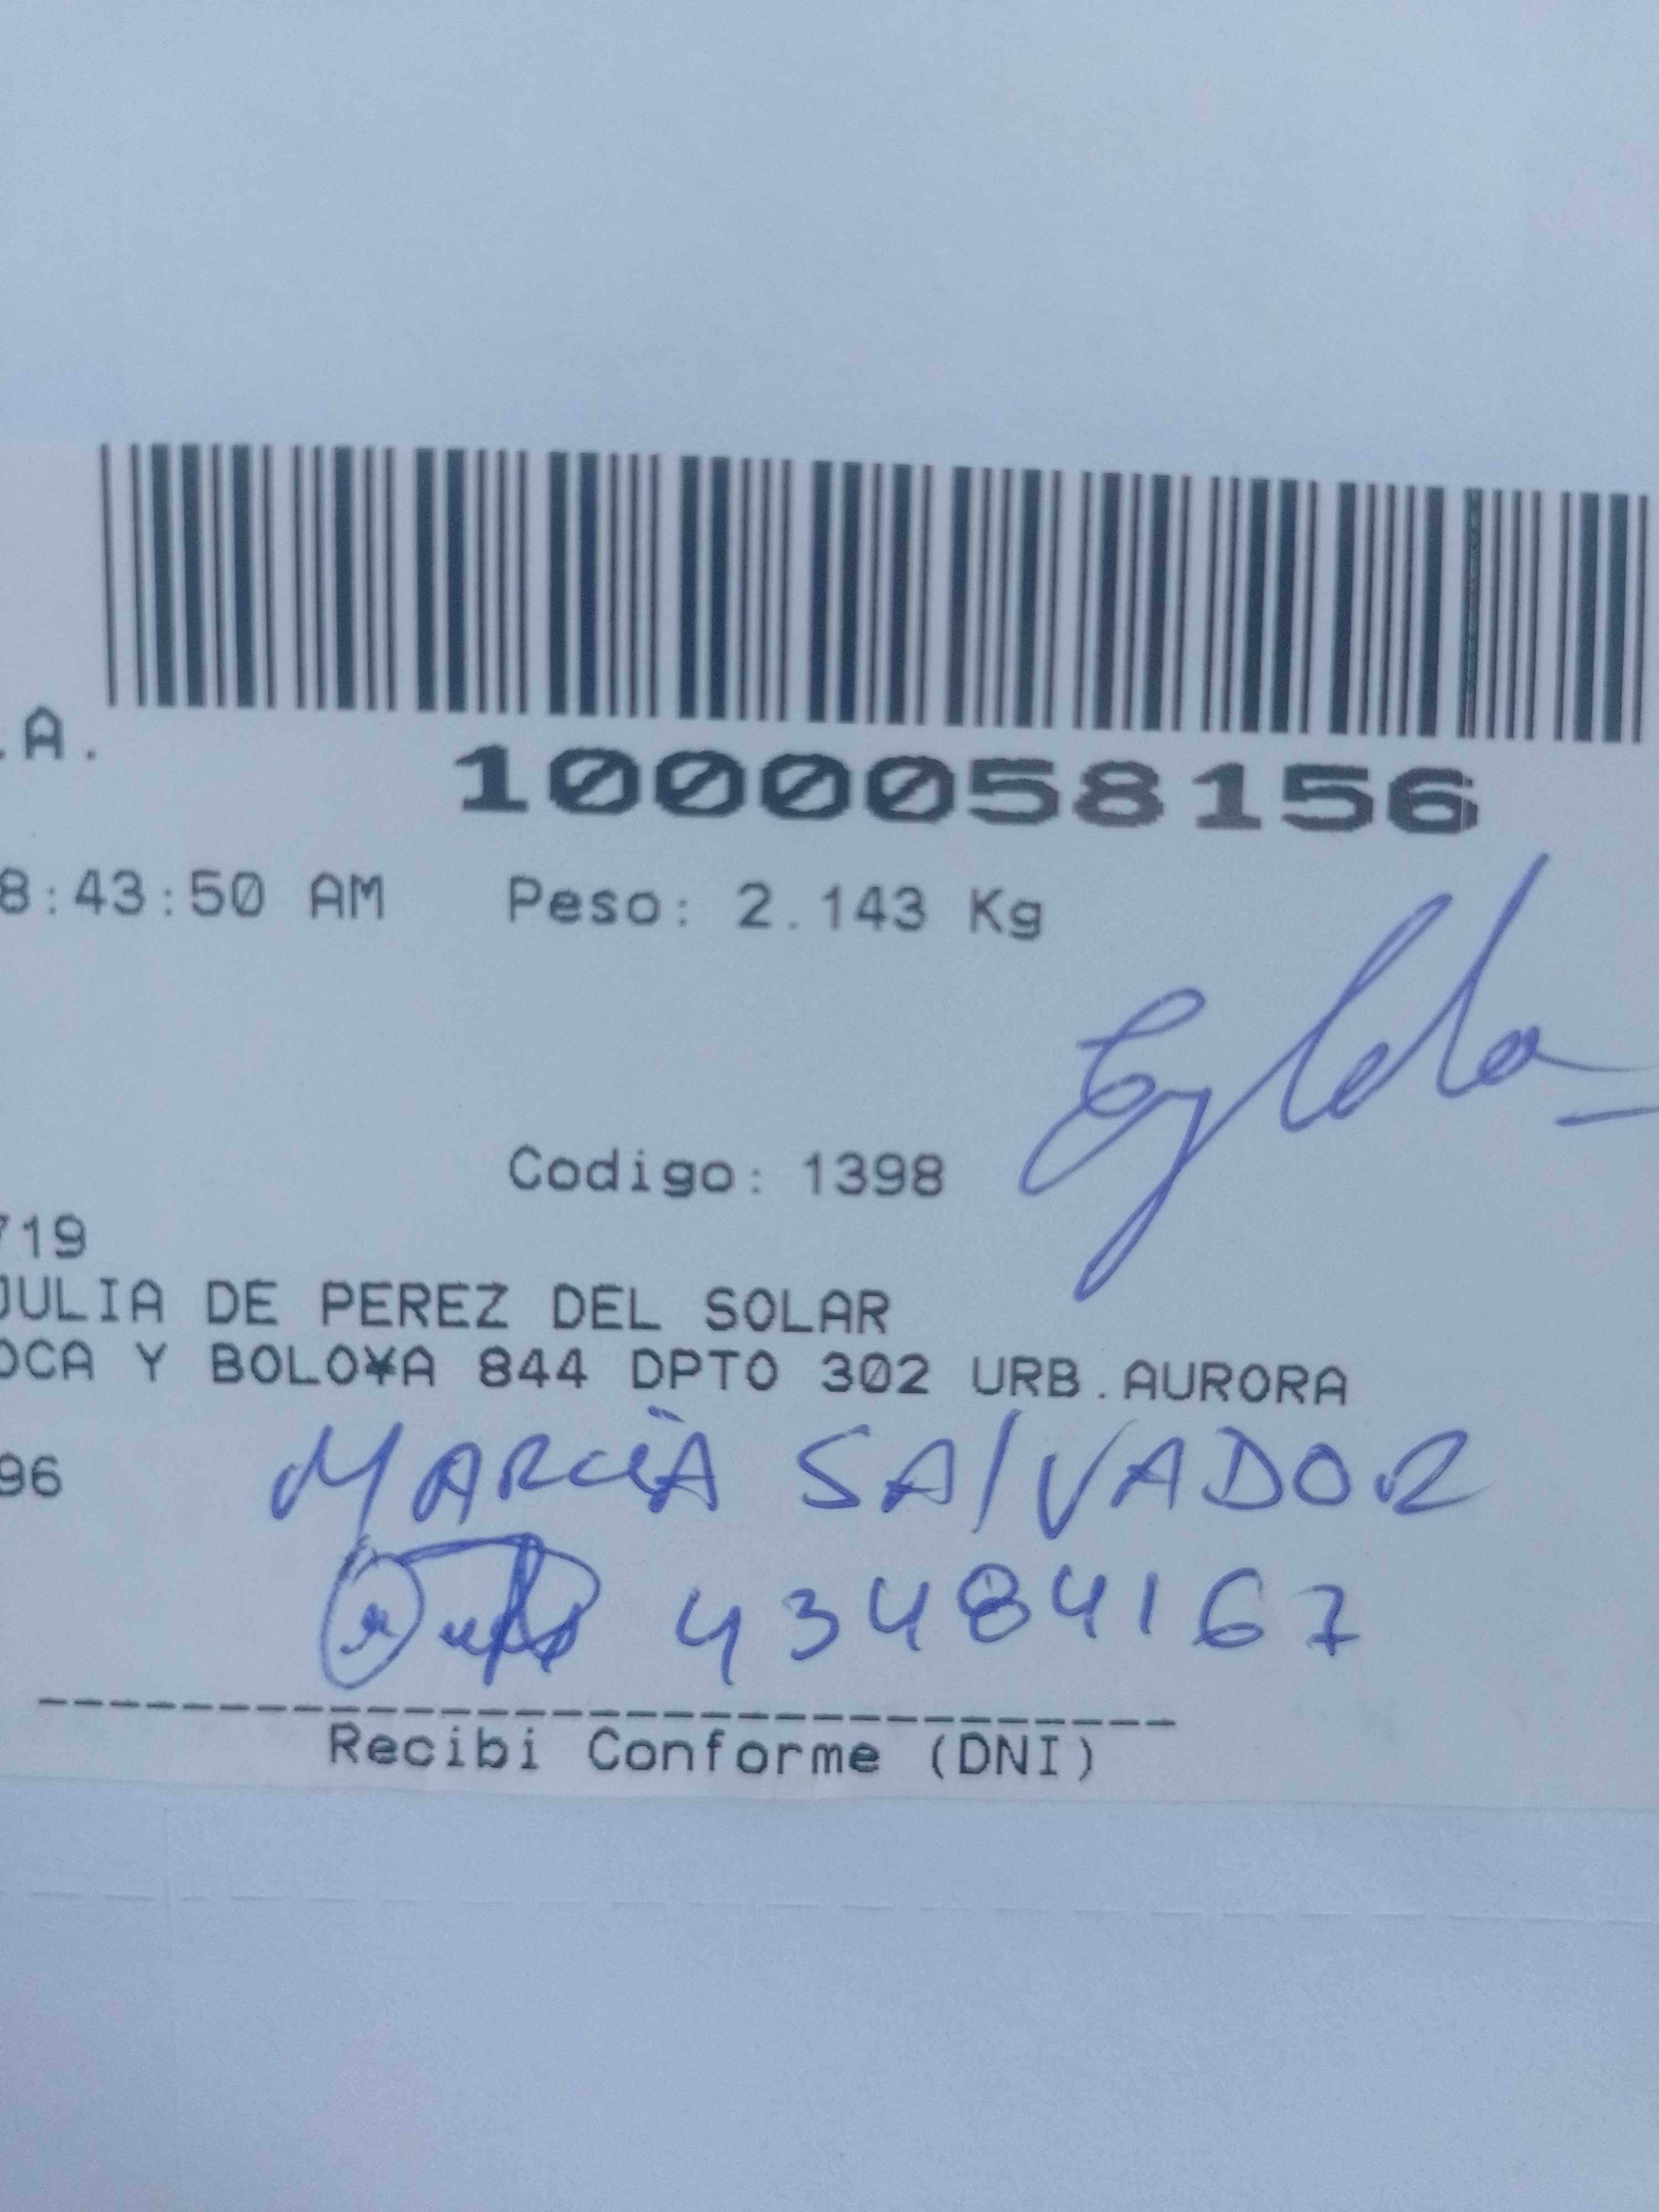 .A.
1000058156
8:43:50 AM Peso: 2.143 Kg
Codigo: 1398
719
JULIA DE PEREZ DEL SOLAR
OCA Y BOLO¥A 844 DPTO 302 URB.AURORA
96 MARCIA SALVADOR
43484167
Recibi Conforme (DNI)